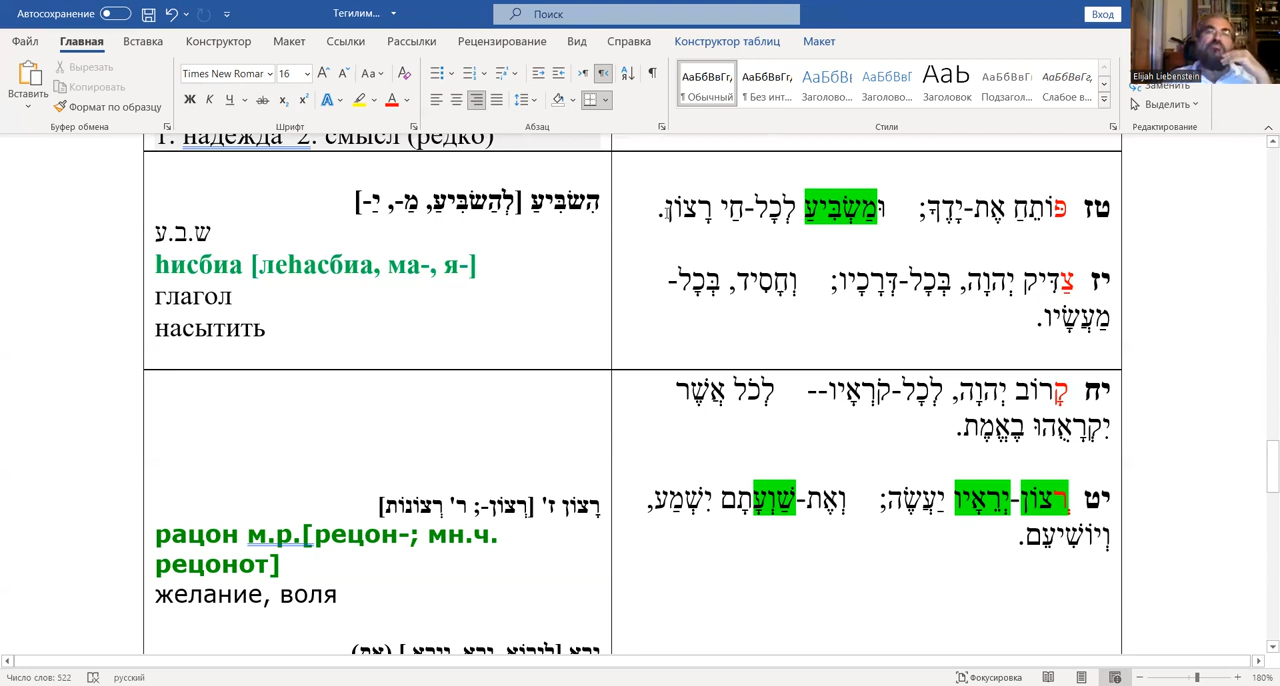 Автосохранение
Тегилим...
Поиск
Вход
Файл Главная Вставка Конструктор Макет Ссылки Рассылки Рецензирование Вид Справка Конструктор таблиц Макет
Elijah Liebenstein
Вставить
Вырезать
Копировать
Формат по образцу
Буфер обмена
Times New Romar 16
Ж К Ч
Шрифт
Абзац
АаБбВвГг, АаБбВвГг, АаБбВвГ АаБбВвГг АаБ АаБбВвГ АаБбВвГг,
¶ Обычный ¶ Без инт... Заголово... Заголово... Заголовок Подзагол... Слабое в...
Стили
Заменить
Выделить
Редактирование
1. надежда 2. смысл (редко)
הִשׂבִּיעַ [לְהַשׂבִּיעַ, מַ-, יַ-]
ש.ב.ע
hисбиа [леhасбиа, ма-, я-]
глагол
насытить
טז פּוֹתֵחַ אֶת-יָדֶךָ; וּמַשְׂבִּיעַ לְכָל-חַי רָצוֹן.
יז צַדִּיק יְהוָה, בְּכָל-דְּרָכָיו; וְחָסִיד, בְּכָל-
מַעֲשָׂיו.
רָצוֹן ז' [רְצוֹן-; ר' רְצוֹנוֹת]
рацон м.р.[рецон-; мн.ч.
рецонот]
желание, воля
יח קָרוֹב יְהוָה, לְכָל-קֹרְאָיו-- לְכֹל אֲשֶׁר
יִקְרָאֻהוּ בֶאֱמֶת.
יט רְצוֹן-יְרֵאָיו יַעֲשֶׂה; וְאֶת-שַׁוְעָתָם יִשְׁמַע,
וְיוֹשִׁיעֵם.
Число слов: 522 русский
Фокусировка
180%